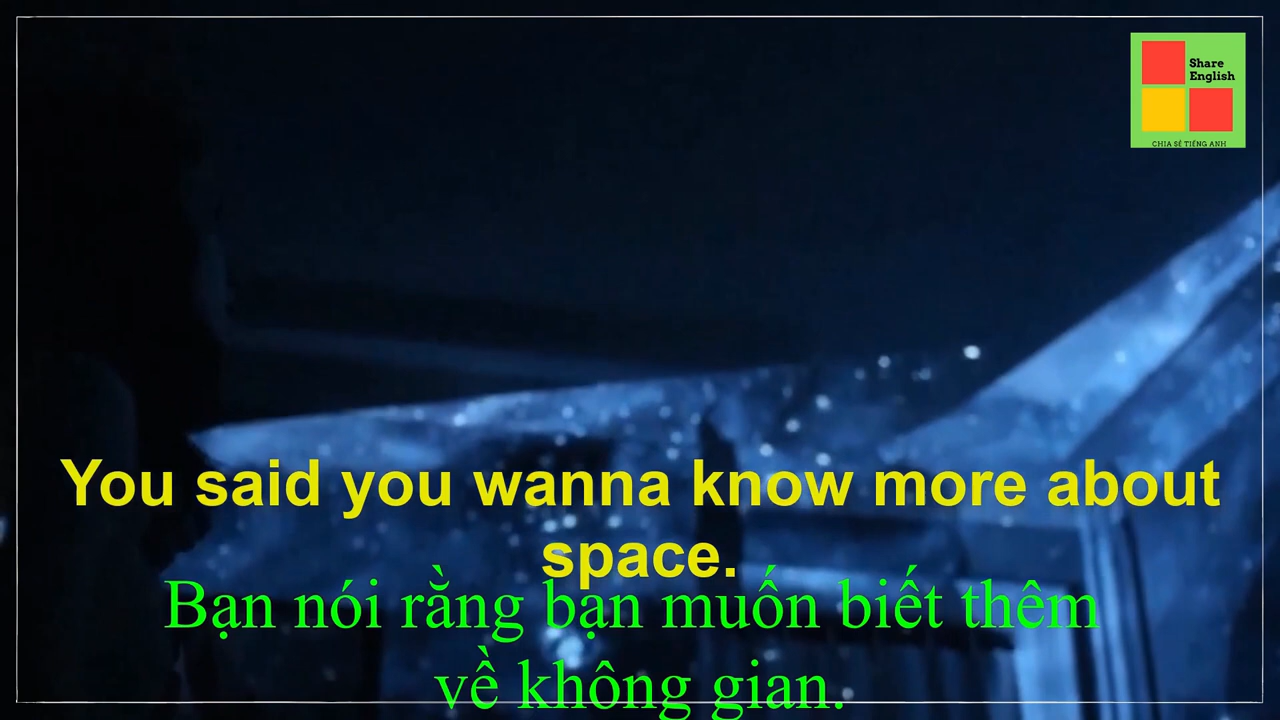 Share
English
CHIA SẺ TIẾNG ANH
You said you wanna know more about
space.
Bạn nói rằng bạn muốn biết thêm
về không gian.